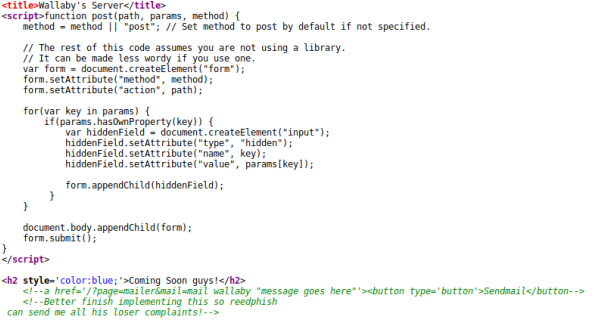 <title>Wallaby's Server</title>
<script>function post(path, params, method) {
    method = method || "post"; // Set method to post by default if not specified.

    // The rest of this code assumes you are not using a library.
    // It can be made less wordy if you use one.
    var form = document.createElement("form");
    form.setAttribute("method", method);
    form.setAttribute("action", path);

    for(var key in params) {
        if(params.hasOwnProperty(key)) {
            var hiddenField = document.createElement("input");
            hiddenField.setAttribute("type", "hidden");
            hiddenField.setAttribute("name", key);
            hiddenField.setAttribute("value", params[key]);

            form.appendChild(hiddenField);
         }
    }

    document.body.appendChild(form);
    form.submit();
}
</script>

<h2 style='color:blue;'>Coming Soon guys!</h2>
    <!--a href='/?page=mailer&mail=mail wallaby "message goes here"'><button type='button'>Sendmail</button-->
    <!--Better finish implementing this so reedphish
 can send me all his loser complaints!-->